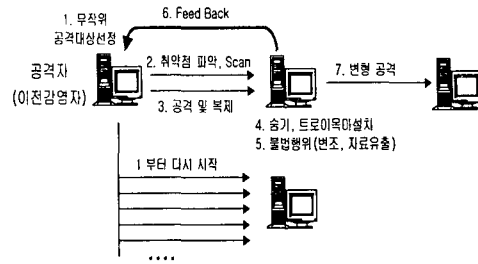 6. Feed Back
1. 무작위
공격대상선정
2. 취약점 파악, Scan
공격자
(이전감염자)
3. 공격 및 복제
7. 변형 공격
4. 숨기, 트로이목마설치
5. 불법행위(변조, 자료유출)
1 부터 다시 시작
....